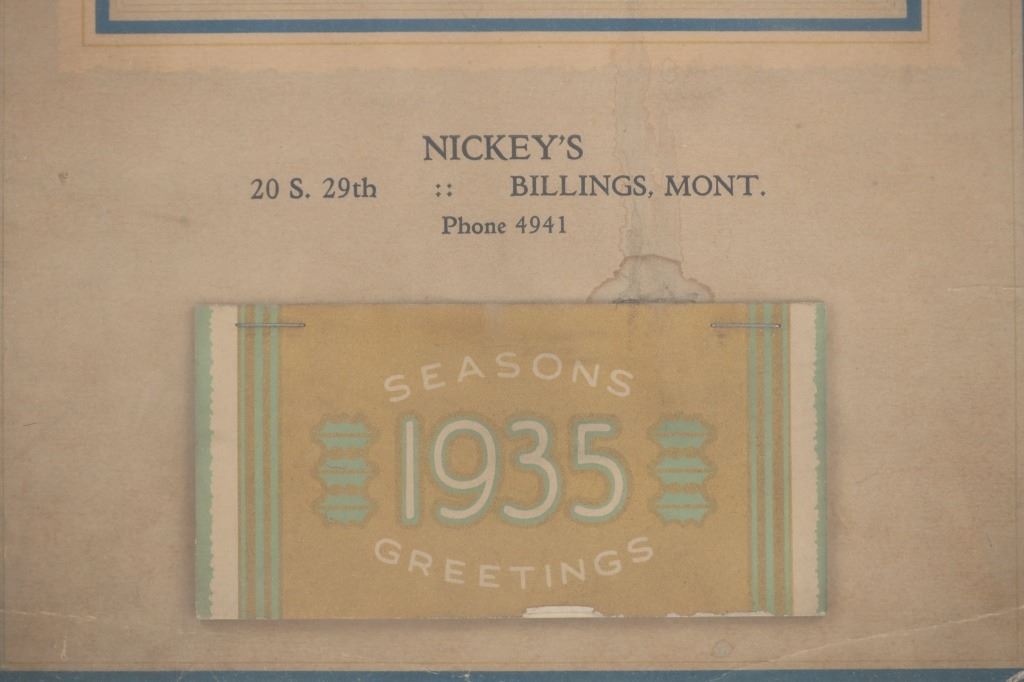 NICKEY'S
20 S. 29th :: BILLINGS, MONT.
Phone 4941
SEASONS
1935
GREETINGS